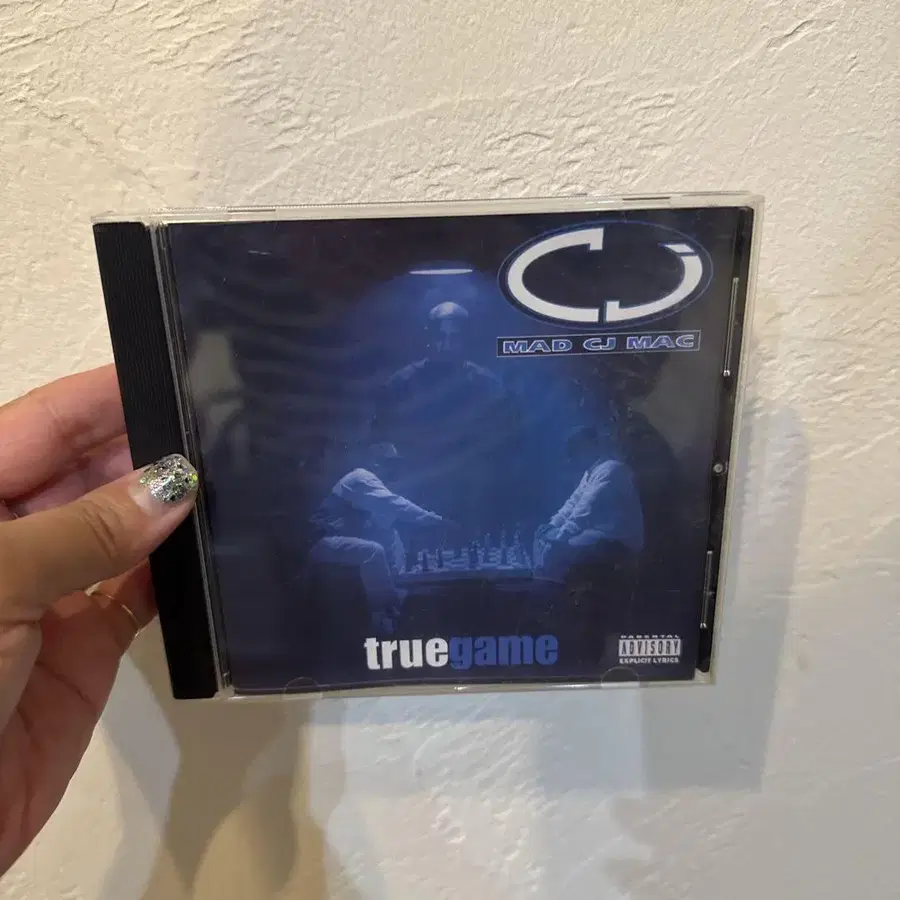 CJ
MAD CJ MAC
truegame
PARENTAL
ADVISORY
EXPLICIT LYRICS